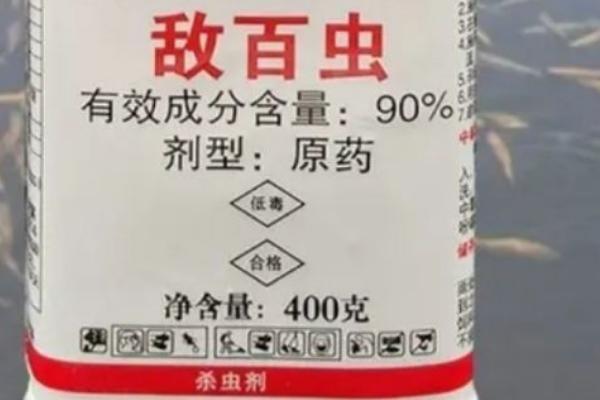 敌百虫
有效成分含量：90%
剂型：原药
低毒
合格
净含量：400克
杀虫剂